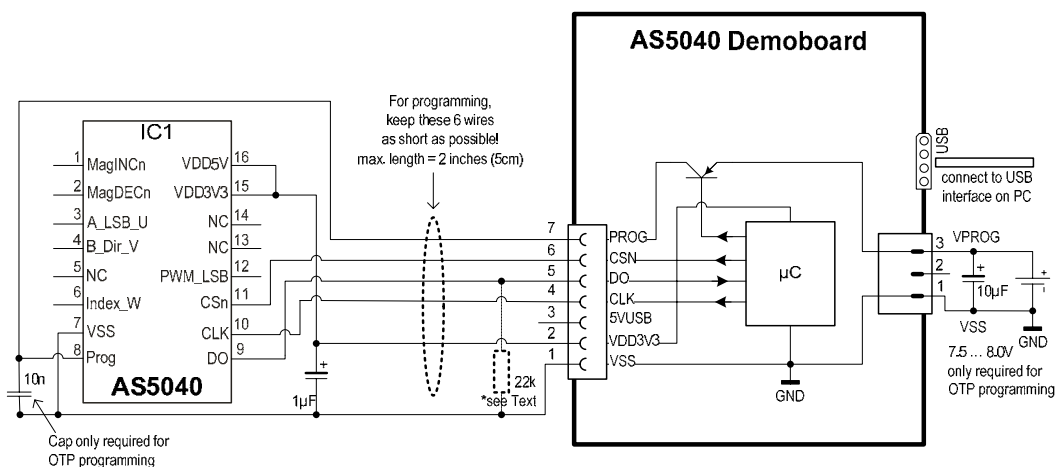 AS5040 Demoboard
For programming,
keep these 6 wires
as short as possible!
max. length = 2 inches (5cm)
IC1
1 MagINCn
2 MagDECn
3 A_LSB_U
4 B_Dir_V
5 NC
6 Index_W
7 VSS
8 Prog
VDD5V 16
VDD3V3 15
NC 14
NC 13
PWM_LSB 12
CSn 11
CLK 10
DO 9
AS5040
10n
Cap only required for
OTP programming
+
1µF
22k
*see Text
7 PROG
6 CSN
5 DO
4 CLK
3 5VUSB
2 VDD3V3
1 VSS
µC
GND
USB
connect to USB
interface on PC
3 VPROG
2
1
+
10µF
+
-
VSS
GND
7.5 ... 8.0V
only required for
OTP programming